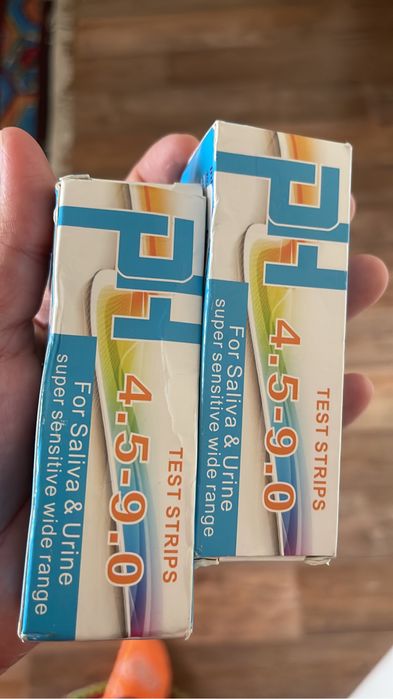 PH
4.5-9.0
TEST STRIPS
For Saliva & Urine
super sensitive wide range
PH
4.5-9.0
TEST STRIPS
For Saliva & Urine
super sensitive wide range